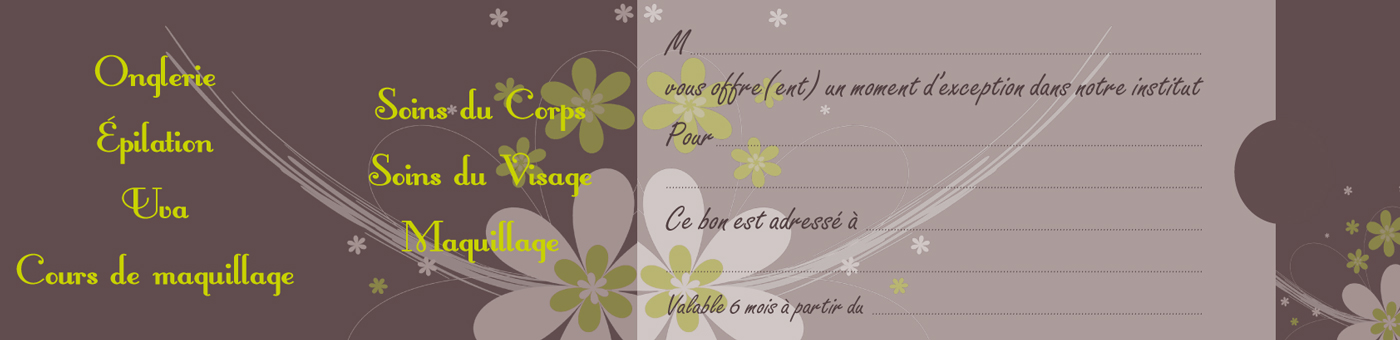 Onglerie
Épilation
Uva
Cours de maquillage
Soins du Corps
Soins du Visage
Maquillage
M
vous offre(ent) un moment d'exception dans notre institut
Pour
Ce bon est adressé à
Valable 6 mois à partir du